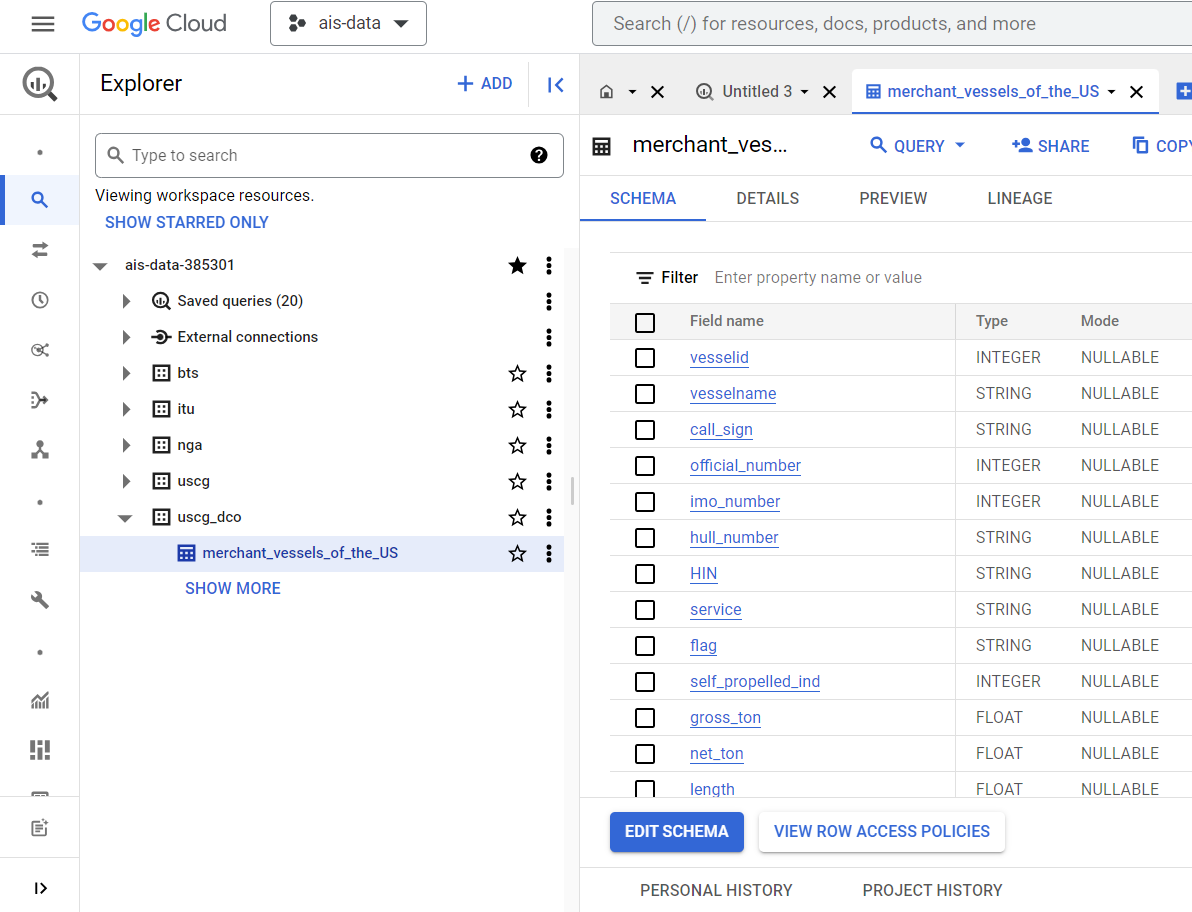 Google Cloud
ais-data
Search (/) for resources, docs, products, and more
Explorer
ADD
Type to search
Viewing workspace resources.
SHOW STARRED ONLY
ais-data-385301
Saved queries (20)
External connections
bts
itu
nga
uscg
uscg_dco
merchant_vessels_of_the_US
SHOW MORE
Untitled 3
merchant_vessels_of_the_US
merchant_ves...
QUERY
SHARE
COPY
SCHEMA DETAILS PREVIEW LINEAGE
Filter Enter property name or value
Field name Type Mode
vesselid INTEGER NULLABLE
vesselname STRING NULLABLE
call_sign STRING NULLABLE
official_number INTEGER NULLABLE
imo_number INTEGER NULLABLE
hull_number STRING NULLABLE
HIN STRING NULLABLE
service STRING NULLABLE
flag STRING NULLABLE
self_propelled_ind INTEGER NULLABLE
gross_ton FLOAT NULLABLE
net_ton FLOAT NULLABLE
length FLOAT NULLABLE
EDIT SCHEMA VIEW ROW ACCESS POLICIES
PERSONAL HISTORY PROJECT HISTORY